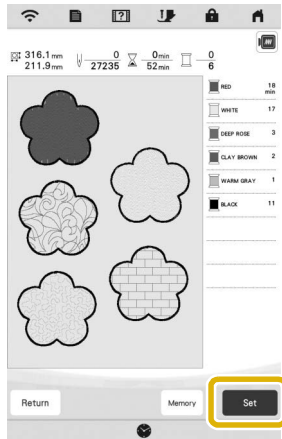 316.1 mm 0 0 min 0
211.9 mm 27235 52 min 6
RED 18 min
WHITE 17
DEEP ROSE 3
CLAY BROWN 2
WARM GRAY 1
BLACK 11
Return Memory Set